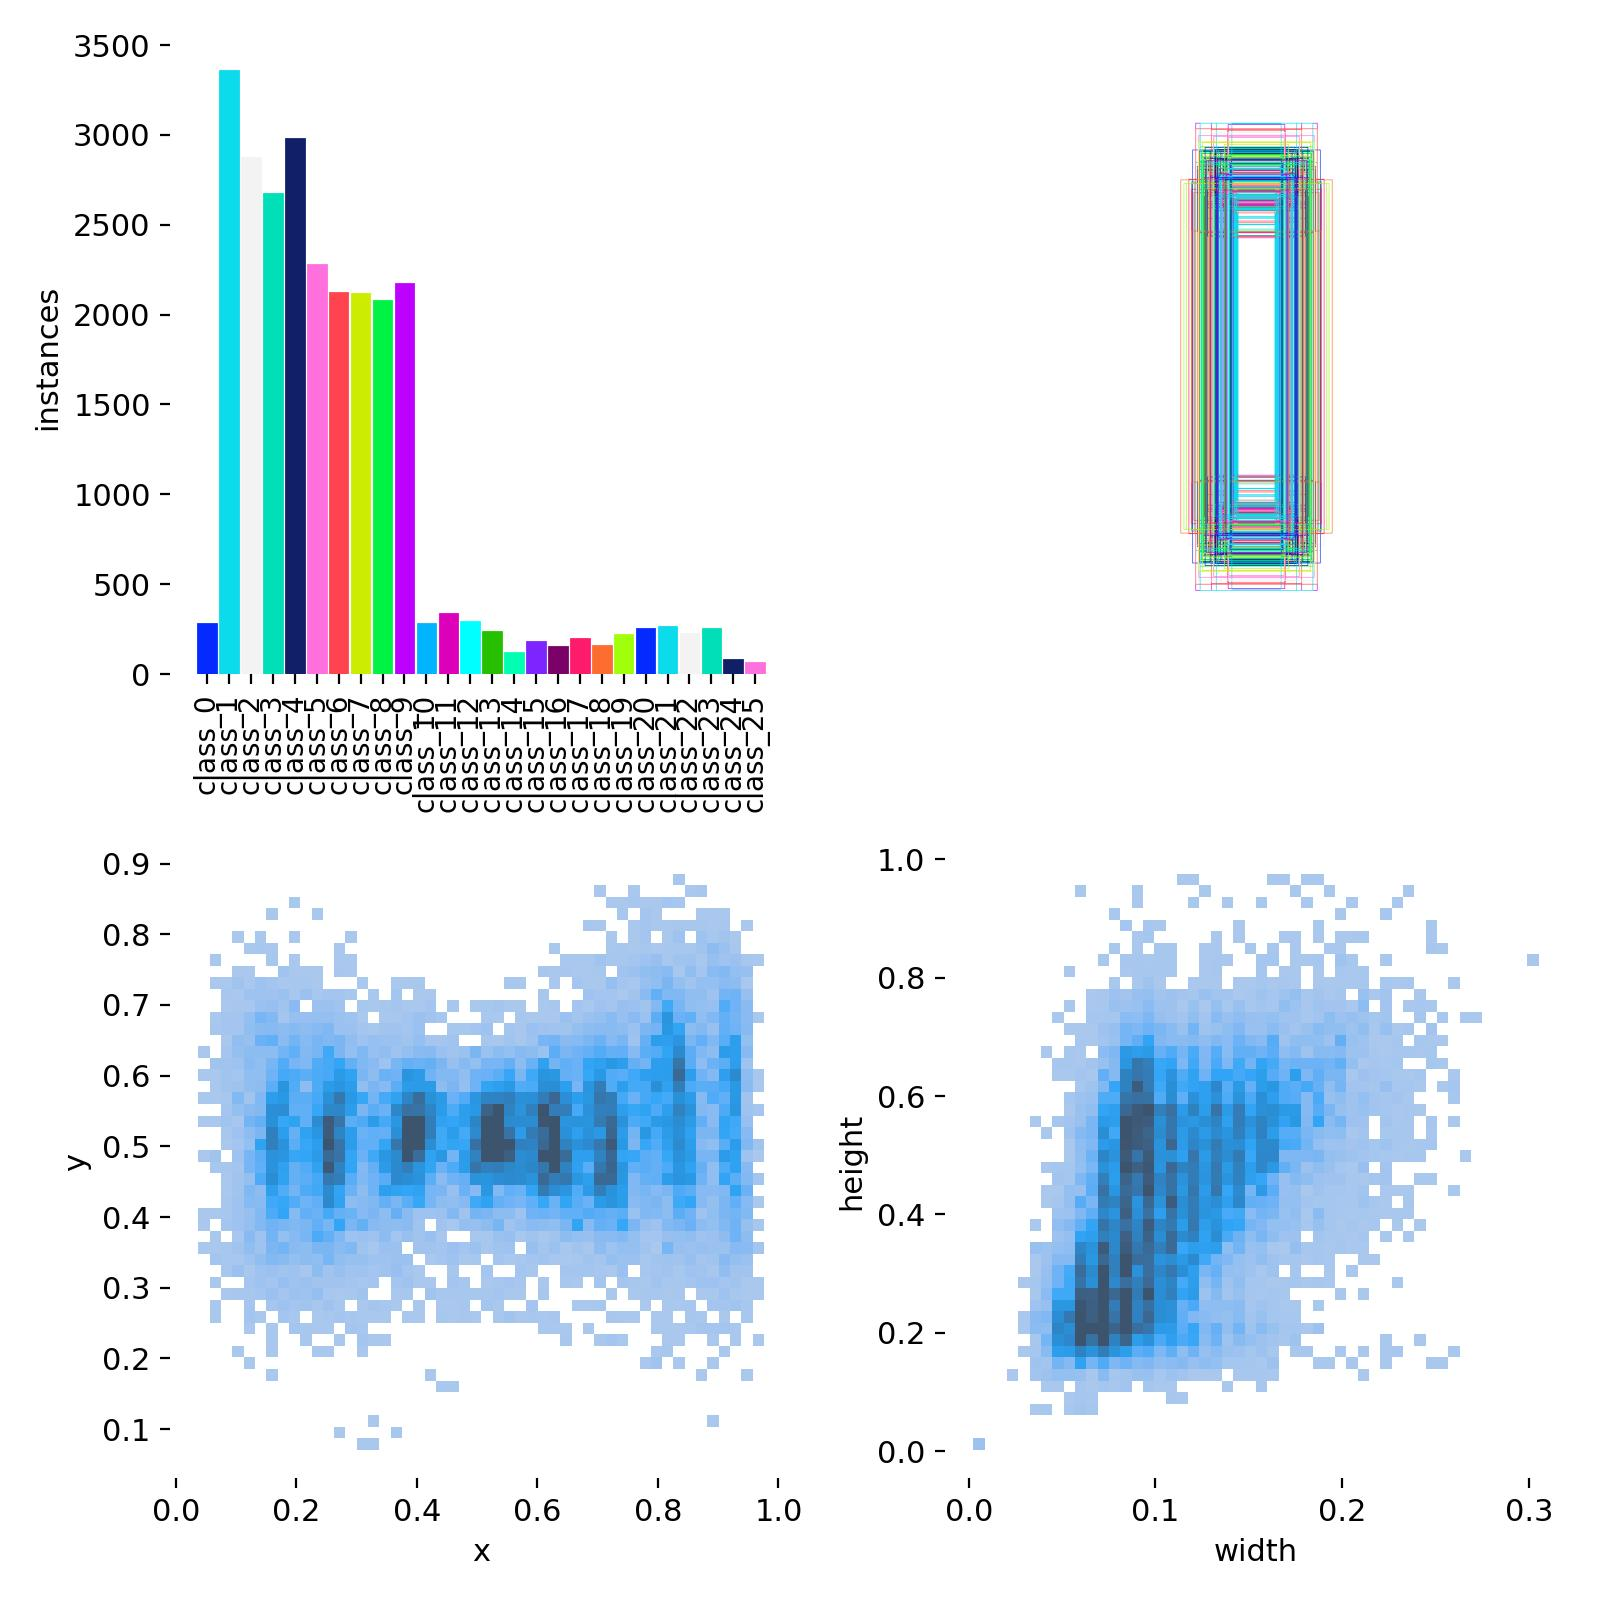 3500
3000
2500
2000
1500
1000
500
0
instances
class_0
class_1
class_2
class_3
class_4
class_5
class_6
class_7
class_8
class_9
class_10
class_11
class_12
class_13
class_14
class_15
class_16
class_17
class_18
class_19
class_20
class_21
class_22
class_23
class_24
class_25
0.9
0.8
0.7
0.6
0.5
0.4
0.3
0.2
0.1
y
0.0 0.2 0.4 0.6 0.8 1.0
x
1.0
0.8
0.6
0.4
0.2
0.0
height
0.0 0.1 0.2 0.3
width